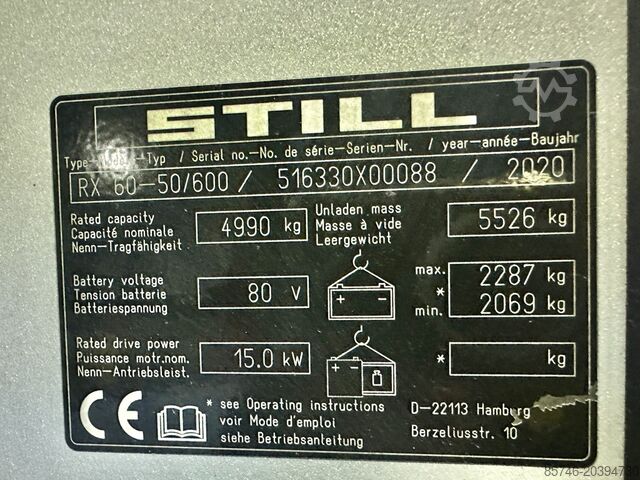 STILL
Type-Modèle-Typ / Serial no.-No. de série-Serien-Nr. / year-année-Baujahr
RX 60-50/600 / 516330X00088 / 2020
Rated capacity
Capacité nominale
Nenn-Tragfähigkeit
4990 kg
Unladen mass
Masse à vide
Leergewicht
5526 kg
Battery voltage
Tension batterie
Batteriespannung
80 V
max.
*
min.
2287 kg
2069 kg
Rated drive power
Puissance motr.nom.
Nenn-Antriebsleist.
15.0 kW
* kg
CE
* see Operating instructions
voir Mode d'emploi
siehe Betriebsanleitung
D-22113 Hamburg
Berzeliusstr. 10